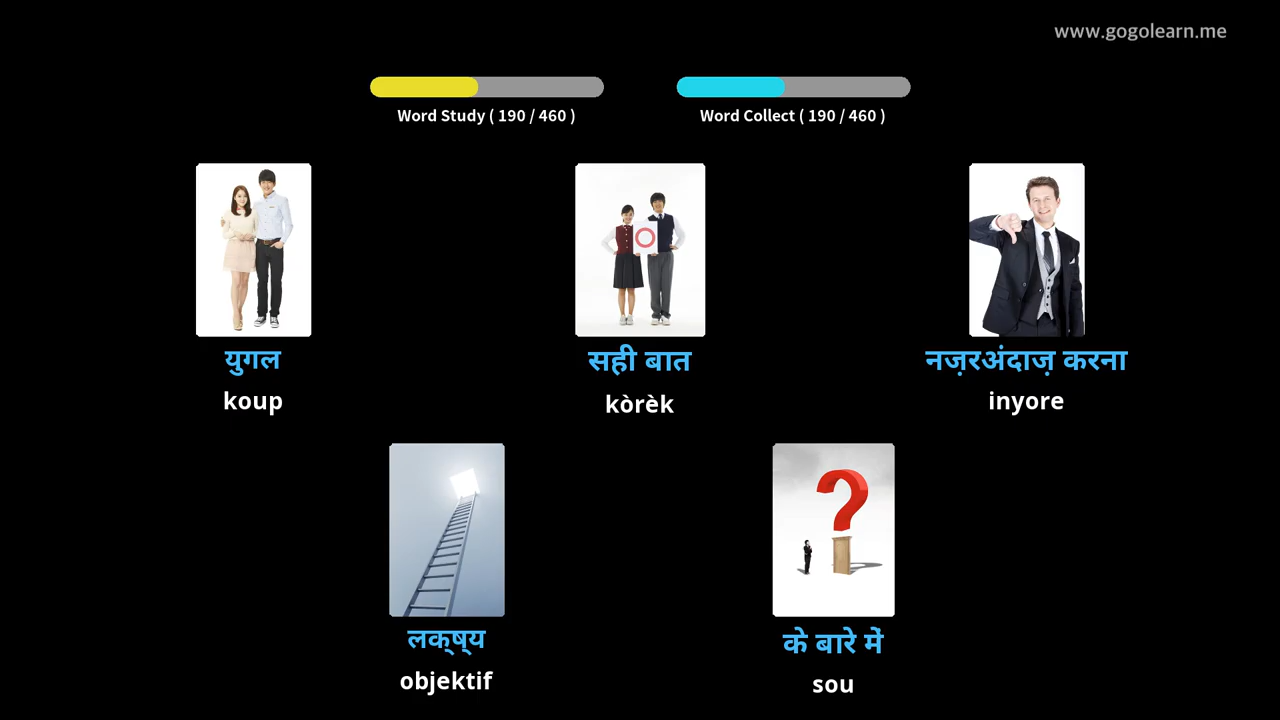 www.gogolearn.me
Word Study ( 190 / 460 )
Word Collect ( 190 / 460 )
युगल
सही बात
नज़रअंदाज़ करना
koup
kòrèk
inyore
लक्ष्य
के बारे में
objektif
sou